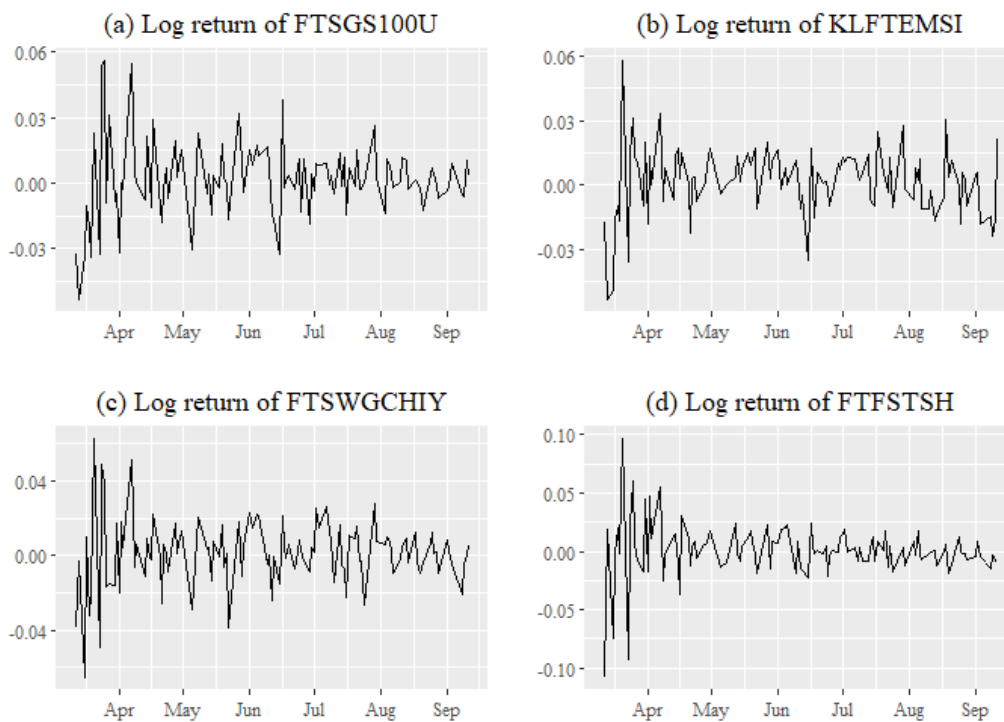 (a) Log return of FTSGS100U
0.06
0.03
0.00
-0.03
Apr May Jun Jul Aug Sep
(b) Log return of KLFTEMSI
0.06
0.03
0.00
-0.03
Apr May Jun Jul Aug Sep
(c) Log return of FTSWGCHIY
0.04
0.00
-0.04
Apr May Jun Jul Aug Sep
(d) Log return of FTFSTSH
0.10
0.05
0.00
-0.05
-0.10
Apr May Jun Jul Aug Sep